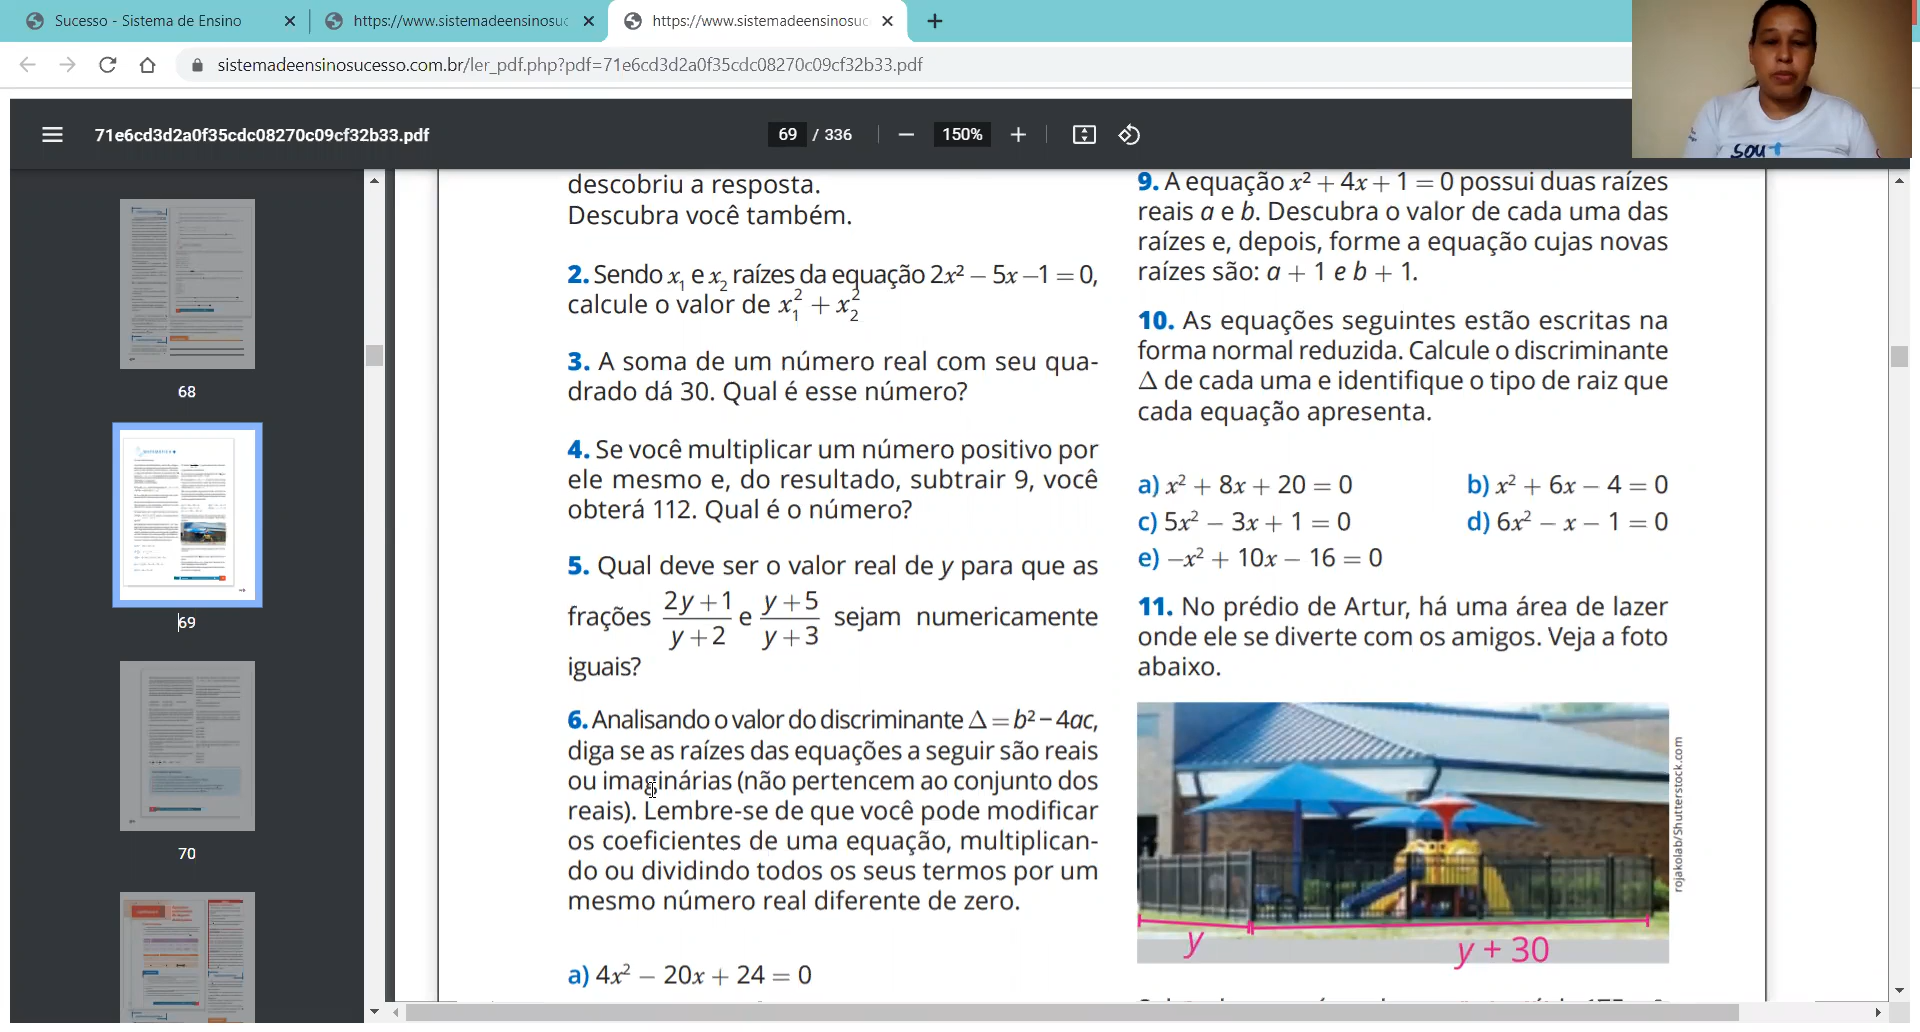 Sucesso - Sistema de Ensino
https://www.sistemadeensinosuc
https://www.sistemadeensinosuc
sistemadeensinosucesso.com.br/ler_pdf.php?pdf=71e6cd3d2a0f35cdc08270c09cf32b33.pdf
71e6cd3d2a0f35cdc08270c09cf32b33.pdf
69 / 336
150%
SOU
68
69
70
descobriu a resposta.
Descubra você também.
2. Sendo x₁ e x₂ raízes da equação 2x² – 5x –1 = 0,
calcule o valor de x₁² + x₂²
3. A soma de um número real com seu qua-
drado dá 30. Qual é esse número?
4. Se você multiplicar um número positivo por
ele mesmo e, do resultado, subtrair 9, você
obterá 112. Qual é o número?
5. Qual deve ser o valor real de y para que as
frações (2y + 1)/(y + 2) e (y + 5)/(y + 3) sejam numericamente
iguais?
6. Analisando o valor do discriminante Δ = b² – 4ac,
diga se as raízes das equações a seguir são reais
ou imaginárias (não pertencem ao conjunto dos
reais). Lembre-se de que você pode modificar
os coeficientes de uma equação, multiplican-
do ou dividindo todos os seus termos por um
mesmo número real diferente de zero.
a) 4x² – 20x + 24 = 0
9. A equação x² + 4x + 1 = 0 possui duas raízes
reais a e b. Descubra o valor de cada uma das
raízes e, depois, forme a equação cujas novas
raízes são: a + 1 e b + 1.
10. As equações seguintes estão escritas na
forma normal reduzida. Calcule o discriminante
Δ de cada uma e identifique o tipo de raiz que
cada equação apresenta.
a) x² + 8x + 20 = 0 b) x² + 6x – 4 = 0
c) 5x² – 3x + 1 = 0 d) 6x² – x – 1 = 0
e) –x² + 10x – 16 = 0
11. No prédio de Artur, há uma área de lazer
onde ele se diverte com os amigos. Veja a foto
abaixo.
rojakolab/Shutterstock.com
y
y + 30